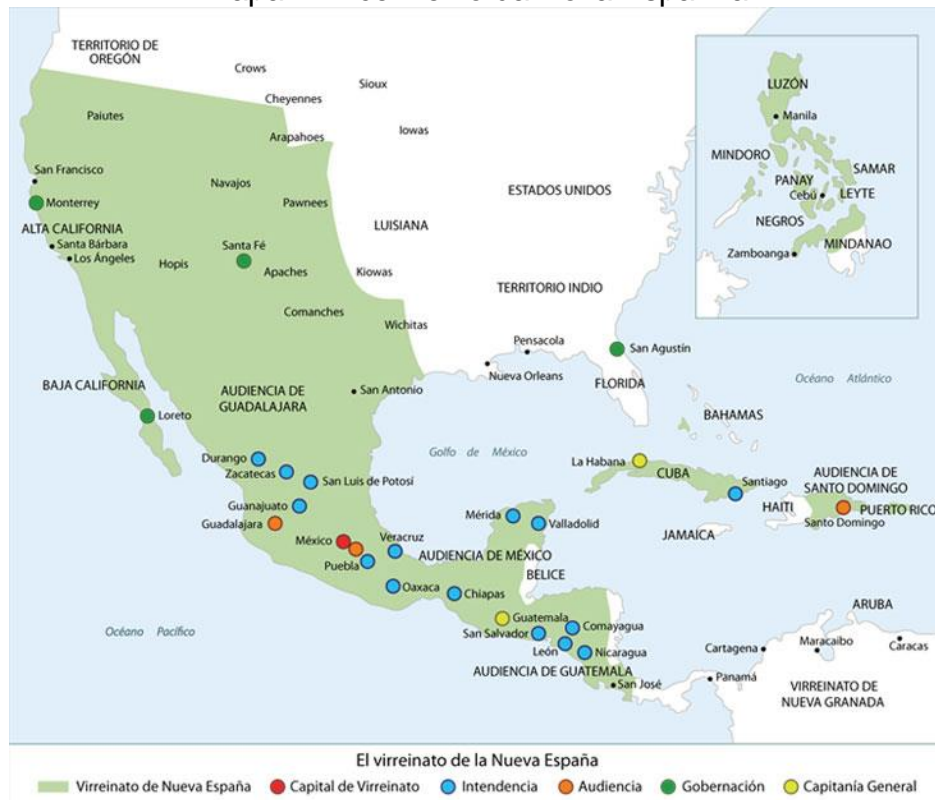 TERRITORIO DE
OREGÓN
Crows
Sioux
Cheyennes
Paiutes
Arapahoes
Iowas
San Francisco
Navajos
Monterrey
Pawnees
ESTADOS UNIDOS
ALTA CALIFORNIA
LUISIANA
Santa Bárbara
Santa Fé
Los Ángeles
Hopis
Apaches
Kiowas
TERRITORIO INDIO
Comanches
Wichitas
Pensacola
San Agustín
Nueva Orleans
BAJA CALIFORNIA
AUDIENCIA DE
GUADALAJARA
San Antonio
FLORIDA
Océano Atlántico
Loreto
BAHAMAS
Golfo de México
Durango
La Habana
Zacatecas
CUBA
AUDIENCIA DE
SANTO DOMINGO
San Luis de Potosí
Santiago
Guanajuato
HAITI
PUERTO RICO
Guadalajara
Mérida
Valladolid
Santo Domingo
México
Veracruz
JAMAICA
AUDIENCIA DE MÉXICO
Puebla
BELICE
Oaxaca
Chiapas
ARUBA
Guatemala
Comayagua
Océano Pacífico
San Salvador
León
Nicaragua
Cartagena
Maracaibo
Caracas
AUDIENCIA DE GUATEMALA
San José
Panamá
VIRREINATO DE
NUEVA GRANADA
LUZÓN
Manila
MINDORO
SAMAR
PANAY
Cebú
LEYTE
NEGROS
MINDANAO
Zamboanga
El virreinato de la Nueva España
Virreinato de Nueva España
Capital de Virreinato
Intendencia
Audiencia
Gobernación
Capitanía General